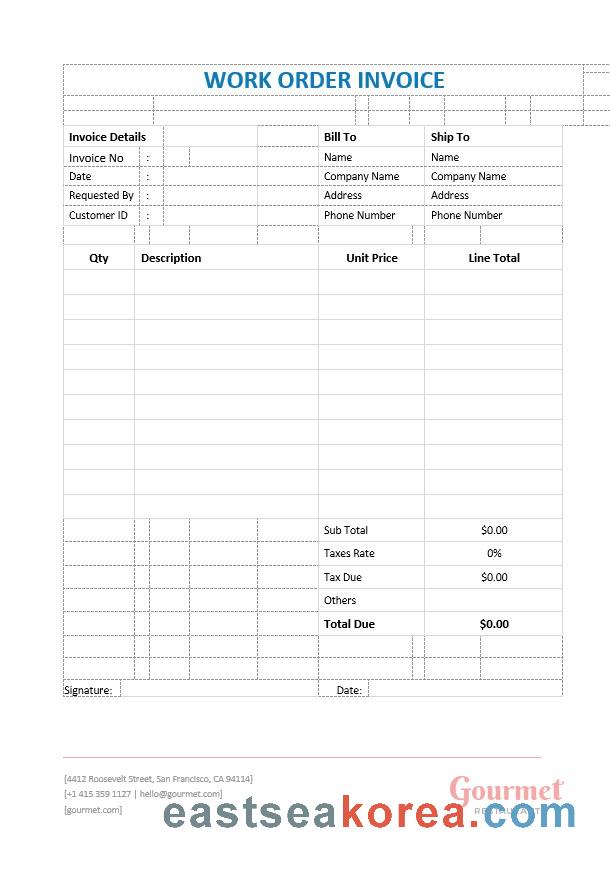 WORK ORDER INVOICE
Invoice Details Bill To Ship To
Invoice No : Name Name
Date : Company Name Company Name
Requested By : Address Address
Customer ID : Phone Number Phone Number
Qty Description Unit Price Line Total
Sub Total $0.00
Taxes Rate 0%
Tax Due $0.00
Others
Total Due $0.00
Signature: Date:
[4412 Roosevelt Street, San Francisco, CA 94114]
[+1 415 359 1127 | hello@gourmet.com]
[gourmet.com]
Gourmet
RESTAURANT
eastseakorea.com